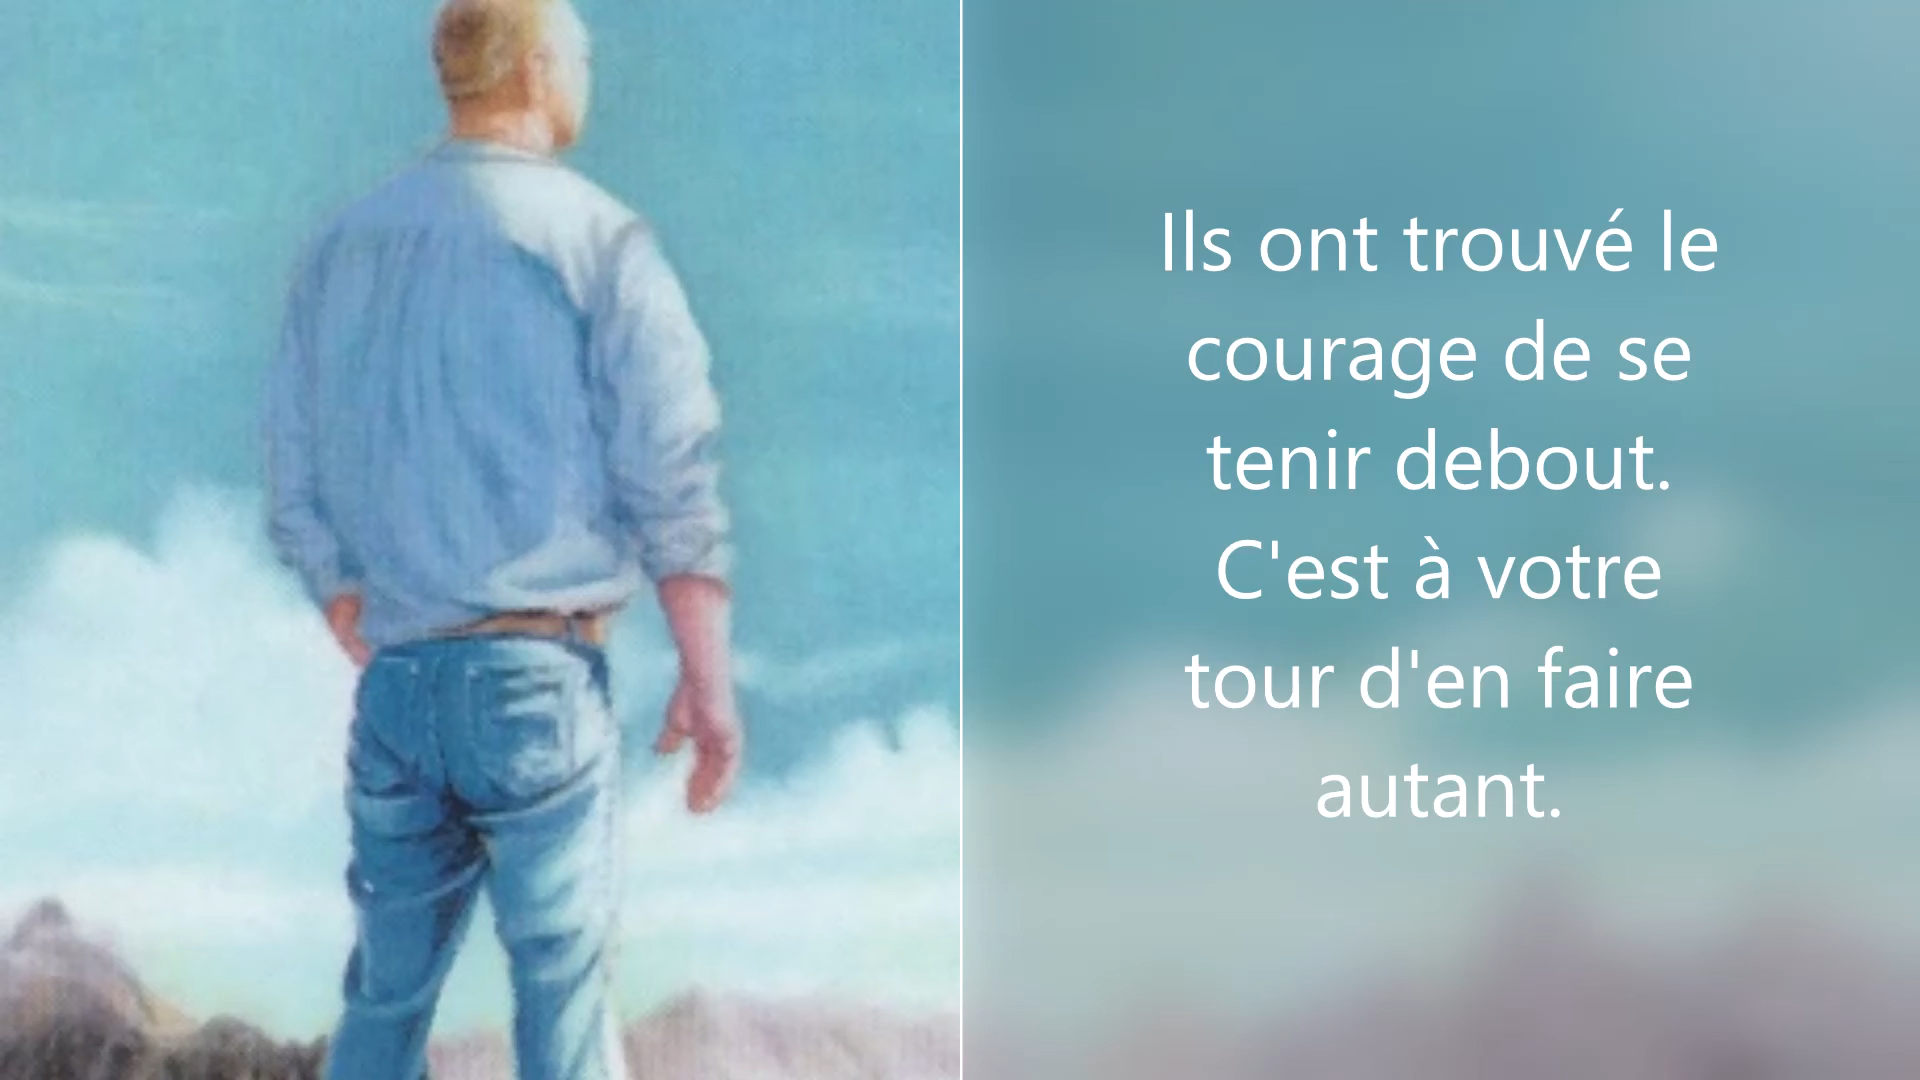 Ils ont trouvé le
courage de se
tenir debout.
C'est à votre
tour d'en faire
autant.